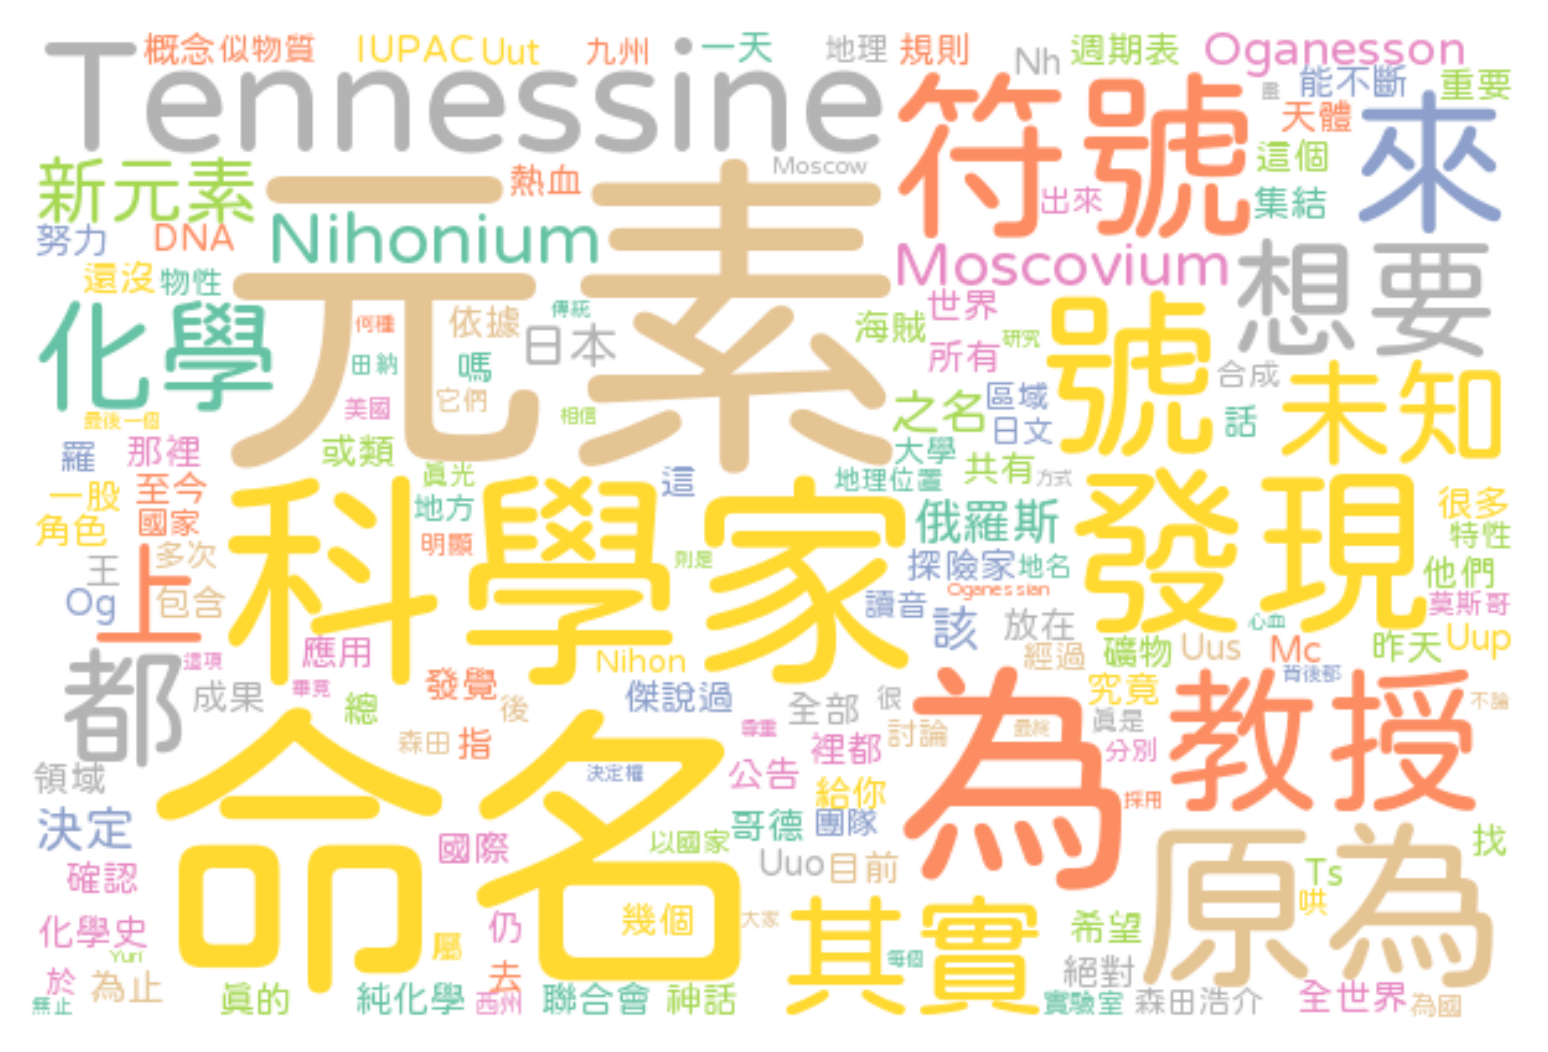 Tennessine
概念 似物質 IUPAC Uut 九州 • 一天 地理 規則 Nh 週期表 Oganesson
符號 能不斷 重要 畫 天體 來
新元素 熱血 Moscow 這個
出來 集結
努力 DNA Nihonium 元素 Moscovium 想要
還沒 物性 化學
何種 依據 傳統 日本 海賊 世界 號
田納 嗎 所有 研究 合成 未知
美國 它們 相信 之名 區域 話
最後一個 日文
羅 那裡 或類 大學
眞光 這 地理位置 共有 方式 發現
一股 至今 科學家 地方 俄羅斯 很多
角色 國家 明顯 則是 特性
王 多次 上 探險家 地名 他們
Og 包含 Oganessian 莫斯哥
讀音 該 放在 心血
都 這項 應用 Nihon 經過 礦物 Uus Mc 昨天 Uup
成果 畢竟 總 發覺 後 傑說過 全部 很 為 究竟 背後都 教授 不論
森田 指 尊重 裡都 討論 最終 眞是 分別
領域 命名 決定權 公告 給你 採用
決定 哥德 團隊 原為 找
國際 以國家 Uuo 目前 Ts
確認 哄
化學史 仍 幾個 大家 其實 希望
Yuri 屬 每個
於 為止 去 絕對
無止 眞的 純化學 西州 聯合會 神話 實驗室 森田浩介 全世界 為國